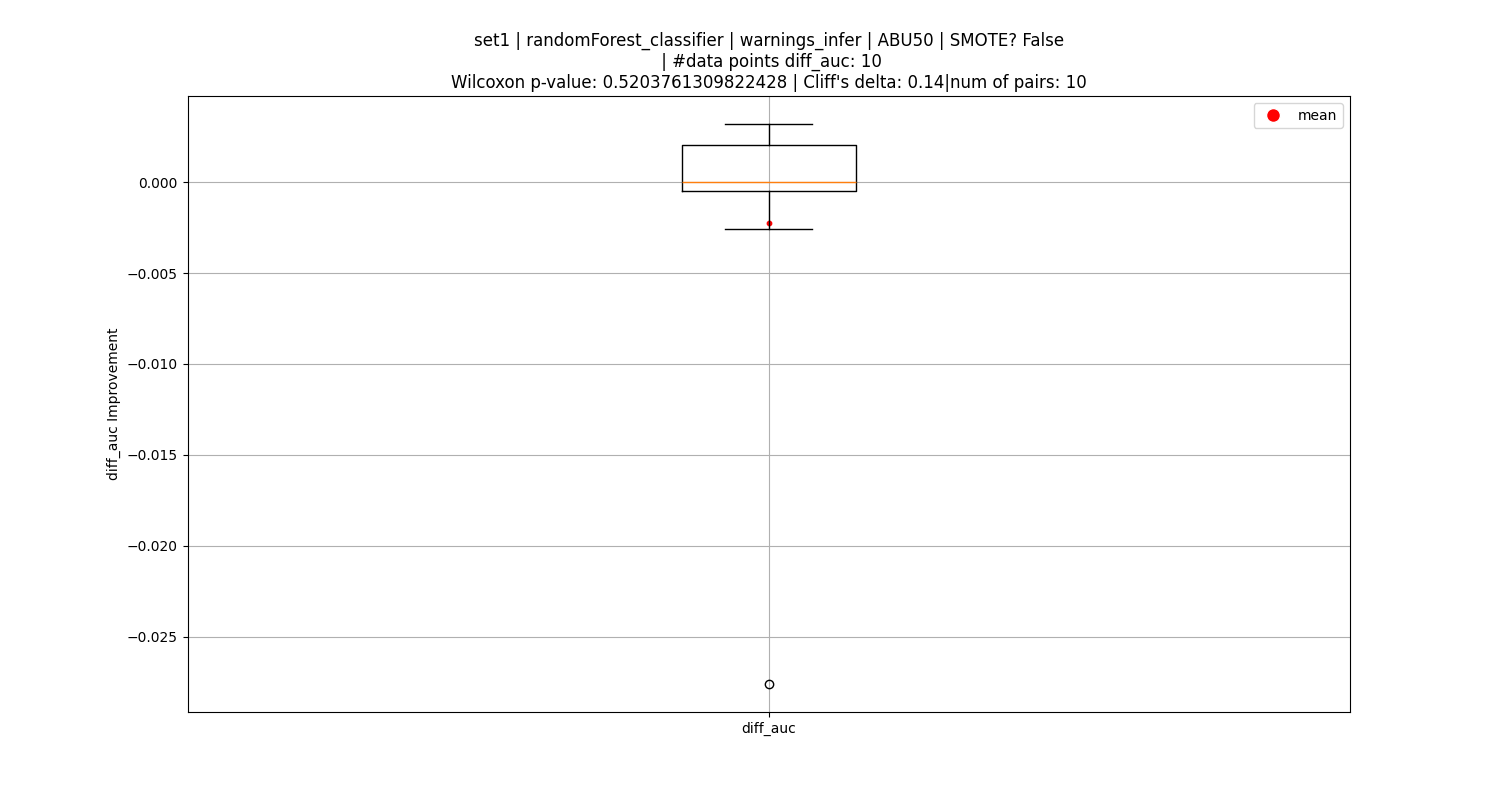 set1 | randomForest_classifier | warnings_infer | ABU50 | SMOTE? False
| #data points diff_auc: 10
Wilcoxon p-value: 0.5203761309822428 | Cliff's delta: 0.14|num of pairs: 10
mean
0.000
−0.005
−0.010
−0.015
−0.020
−0.025
diff_auc Improvement
diff_auc